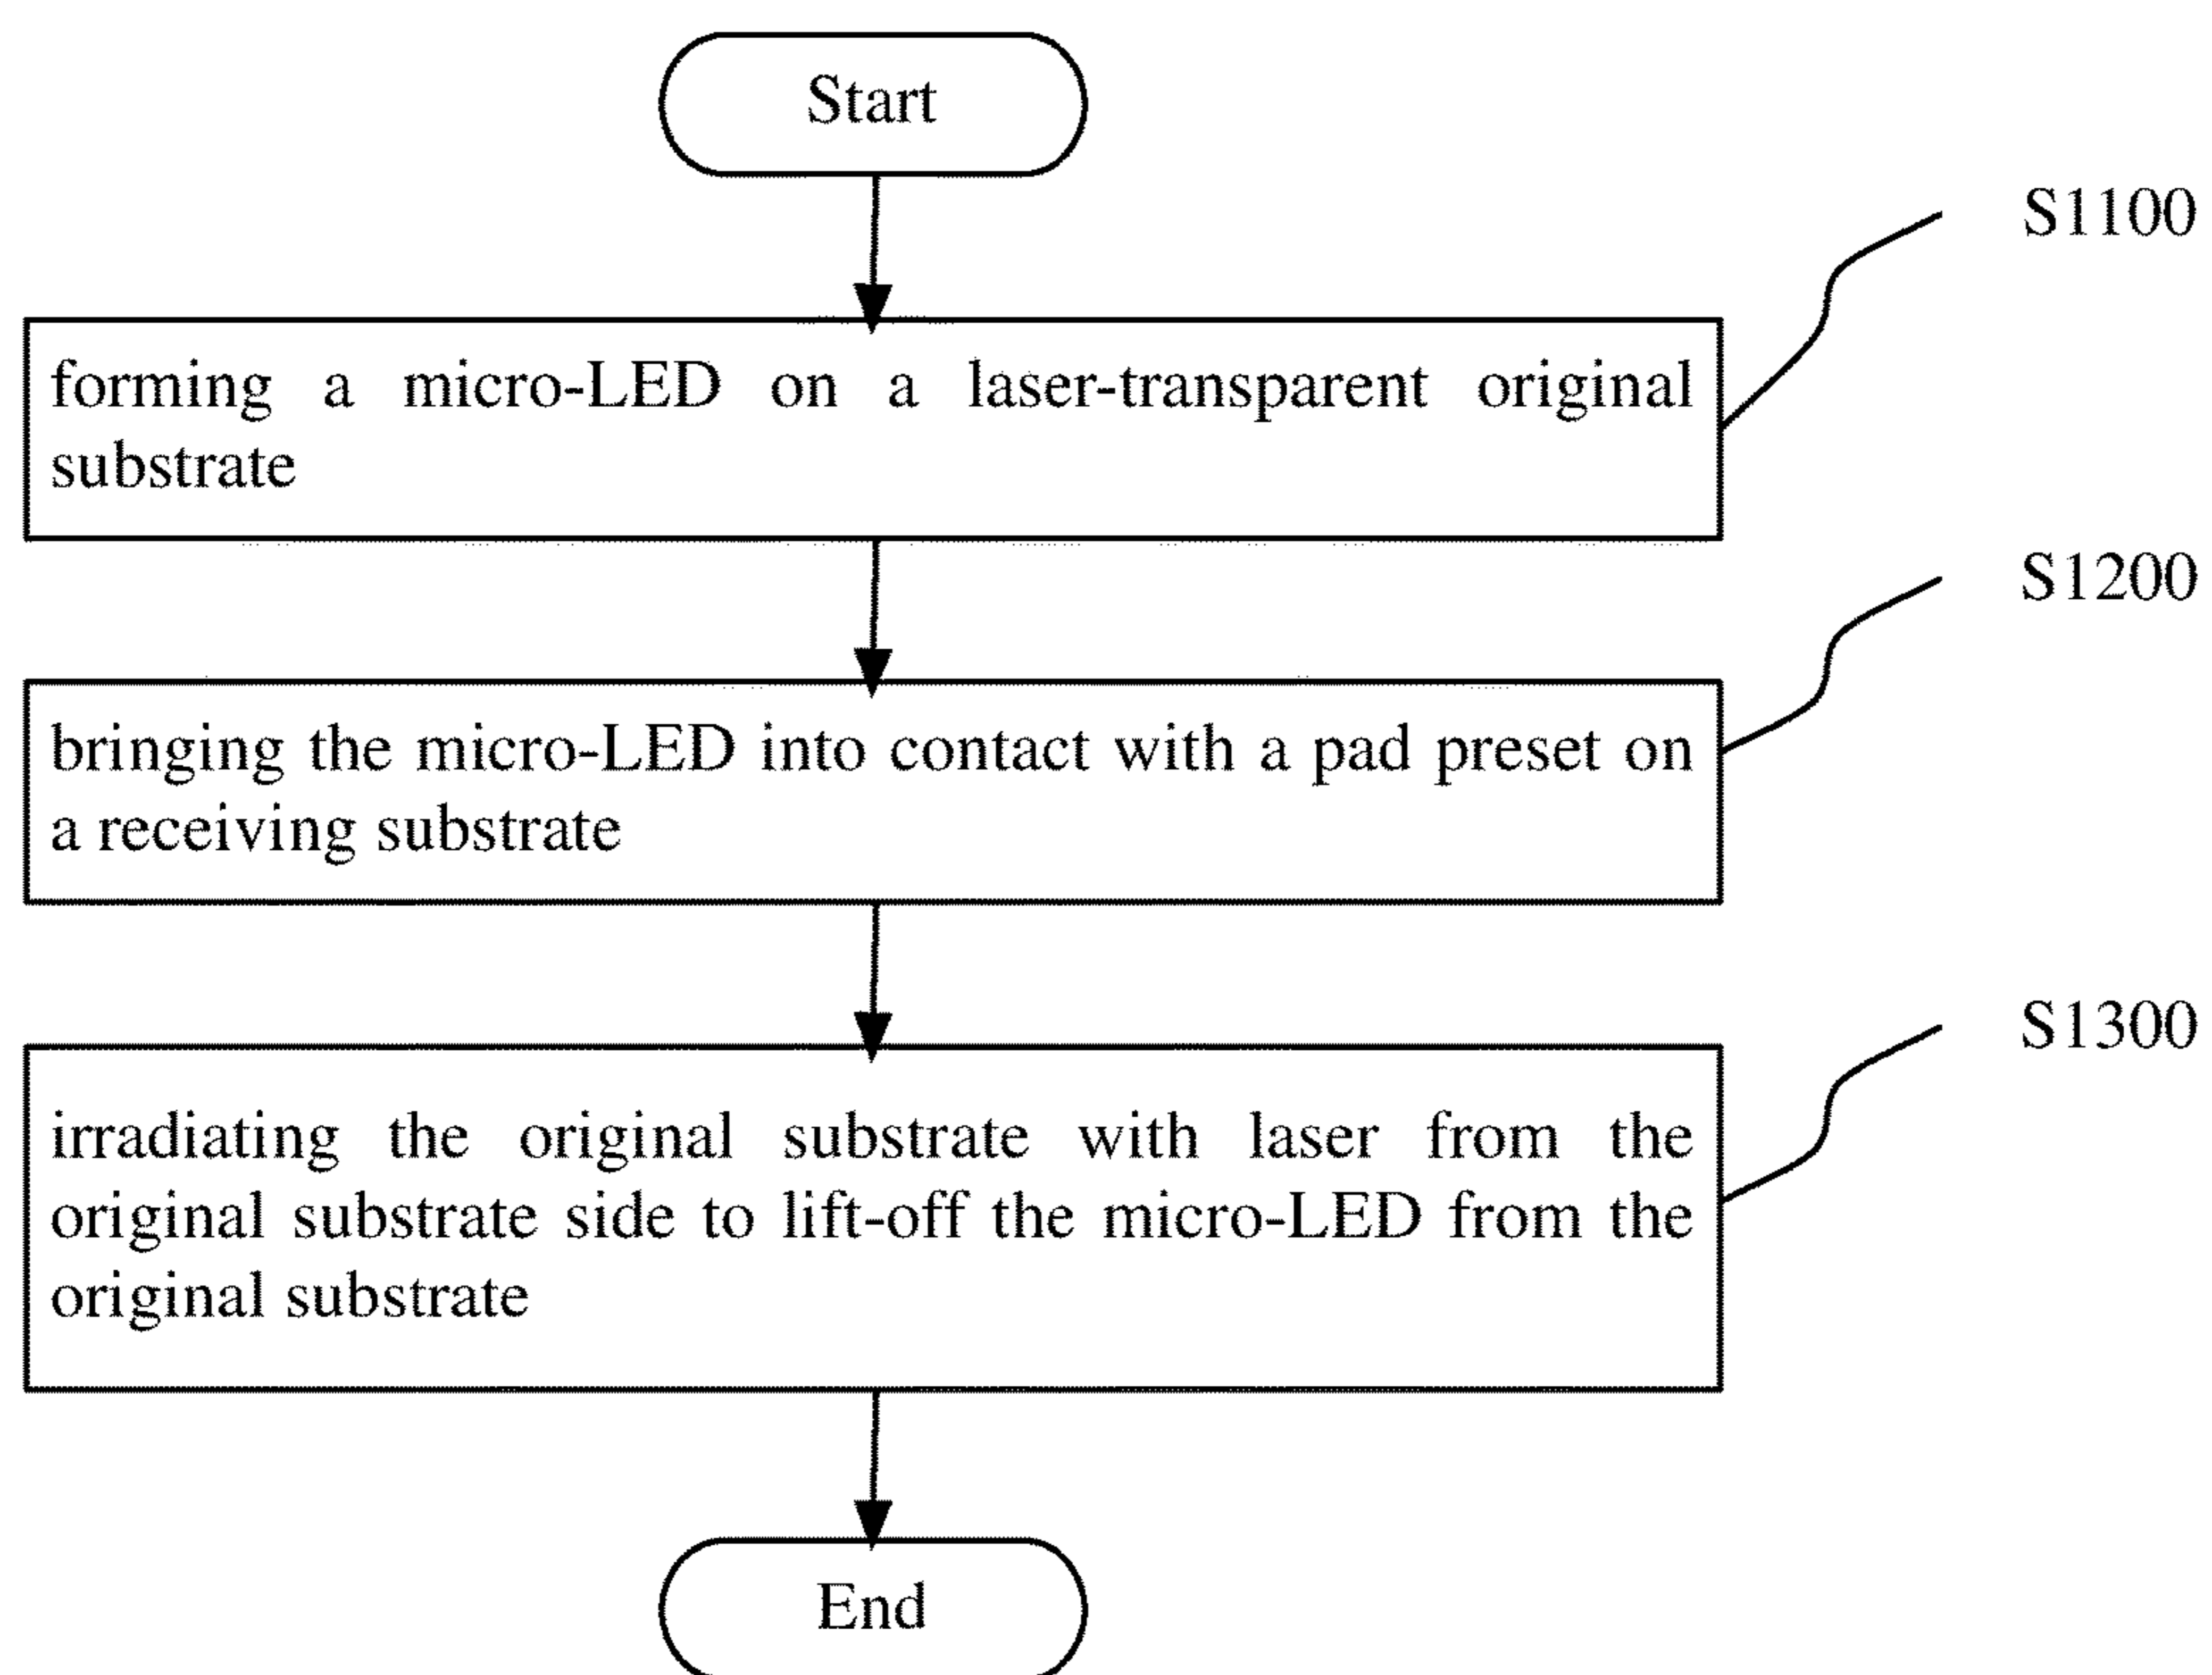 Start
S1100
forming a micro-LED on a laser-transparent original
substrate
S1200
bringing the micro-LED into contact with a pad preset on
a receiving substrate
S1300
irradiating the original substrate with laser from the
original substrate side to lift-off the micro-LED from the
original substrate
End